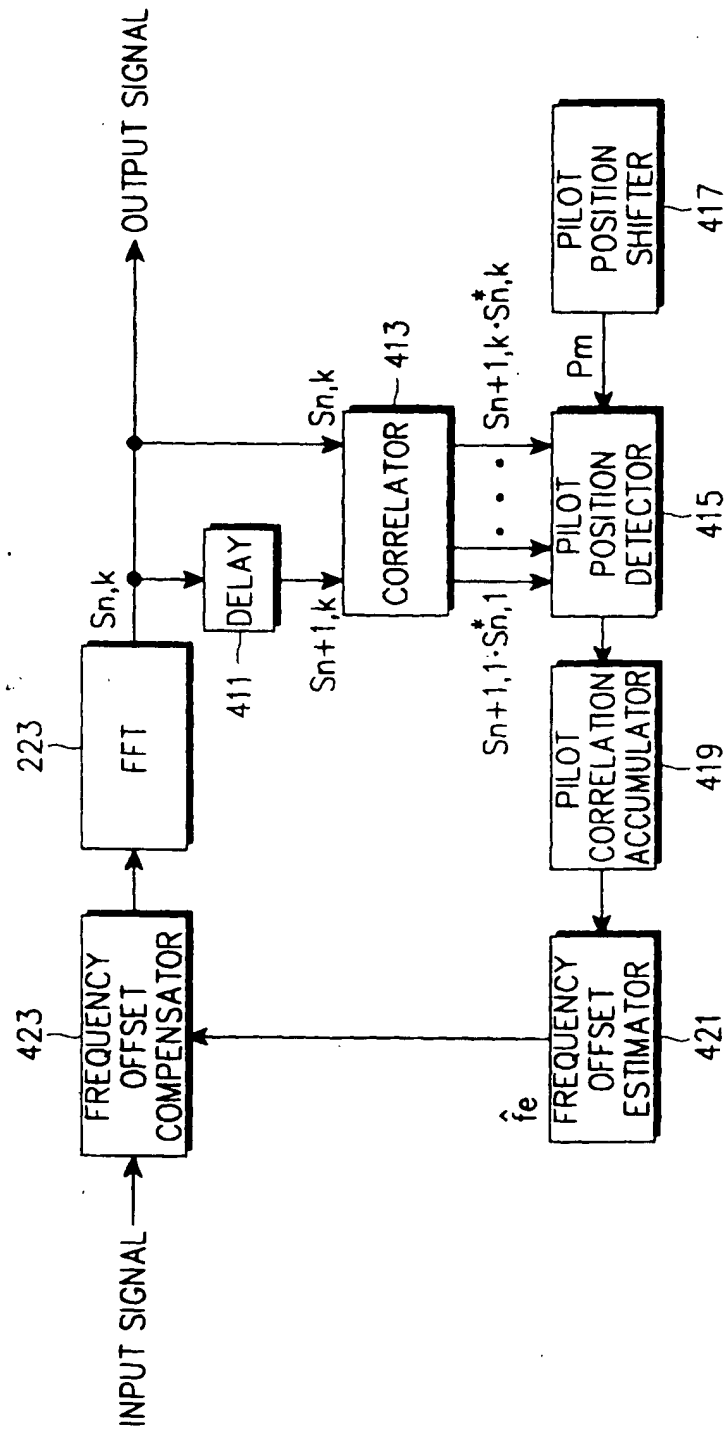 INPUT SIGNAL
423
FREQUENCY
OFFSET
COMPENSATOR
223
FFT
Sn,k
OUTPUT SIGNAL
411
DELAY
Sn+1,k
Sn,k
CORRELATOR
413
Sn+1,1·S*n,1
Sn+1,k·S*n,k
f̂e
FREQUENCY
OFFSET
ESTIMATOR
421
PILOT
CORRELATION
ACCUMULATOR
419
PILOT
POSITION
DETECTOR
415
Pm
PILOT
POSITION
SHIFTER
417